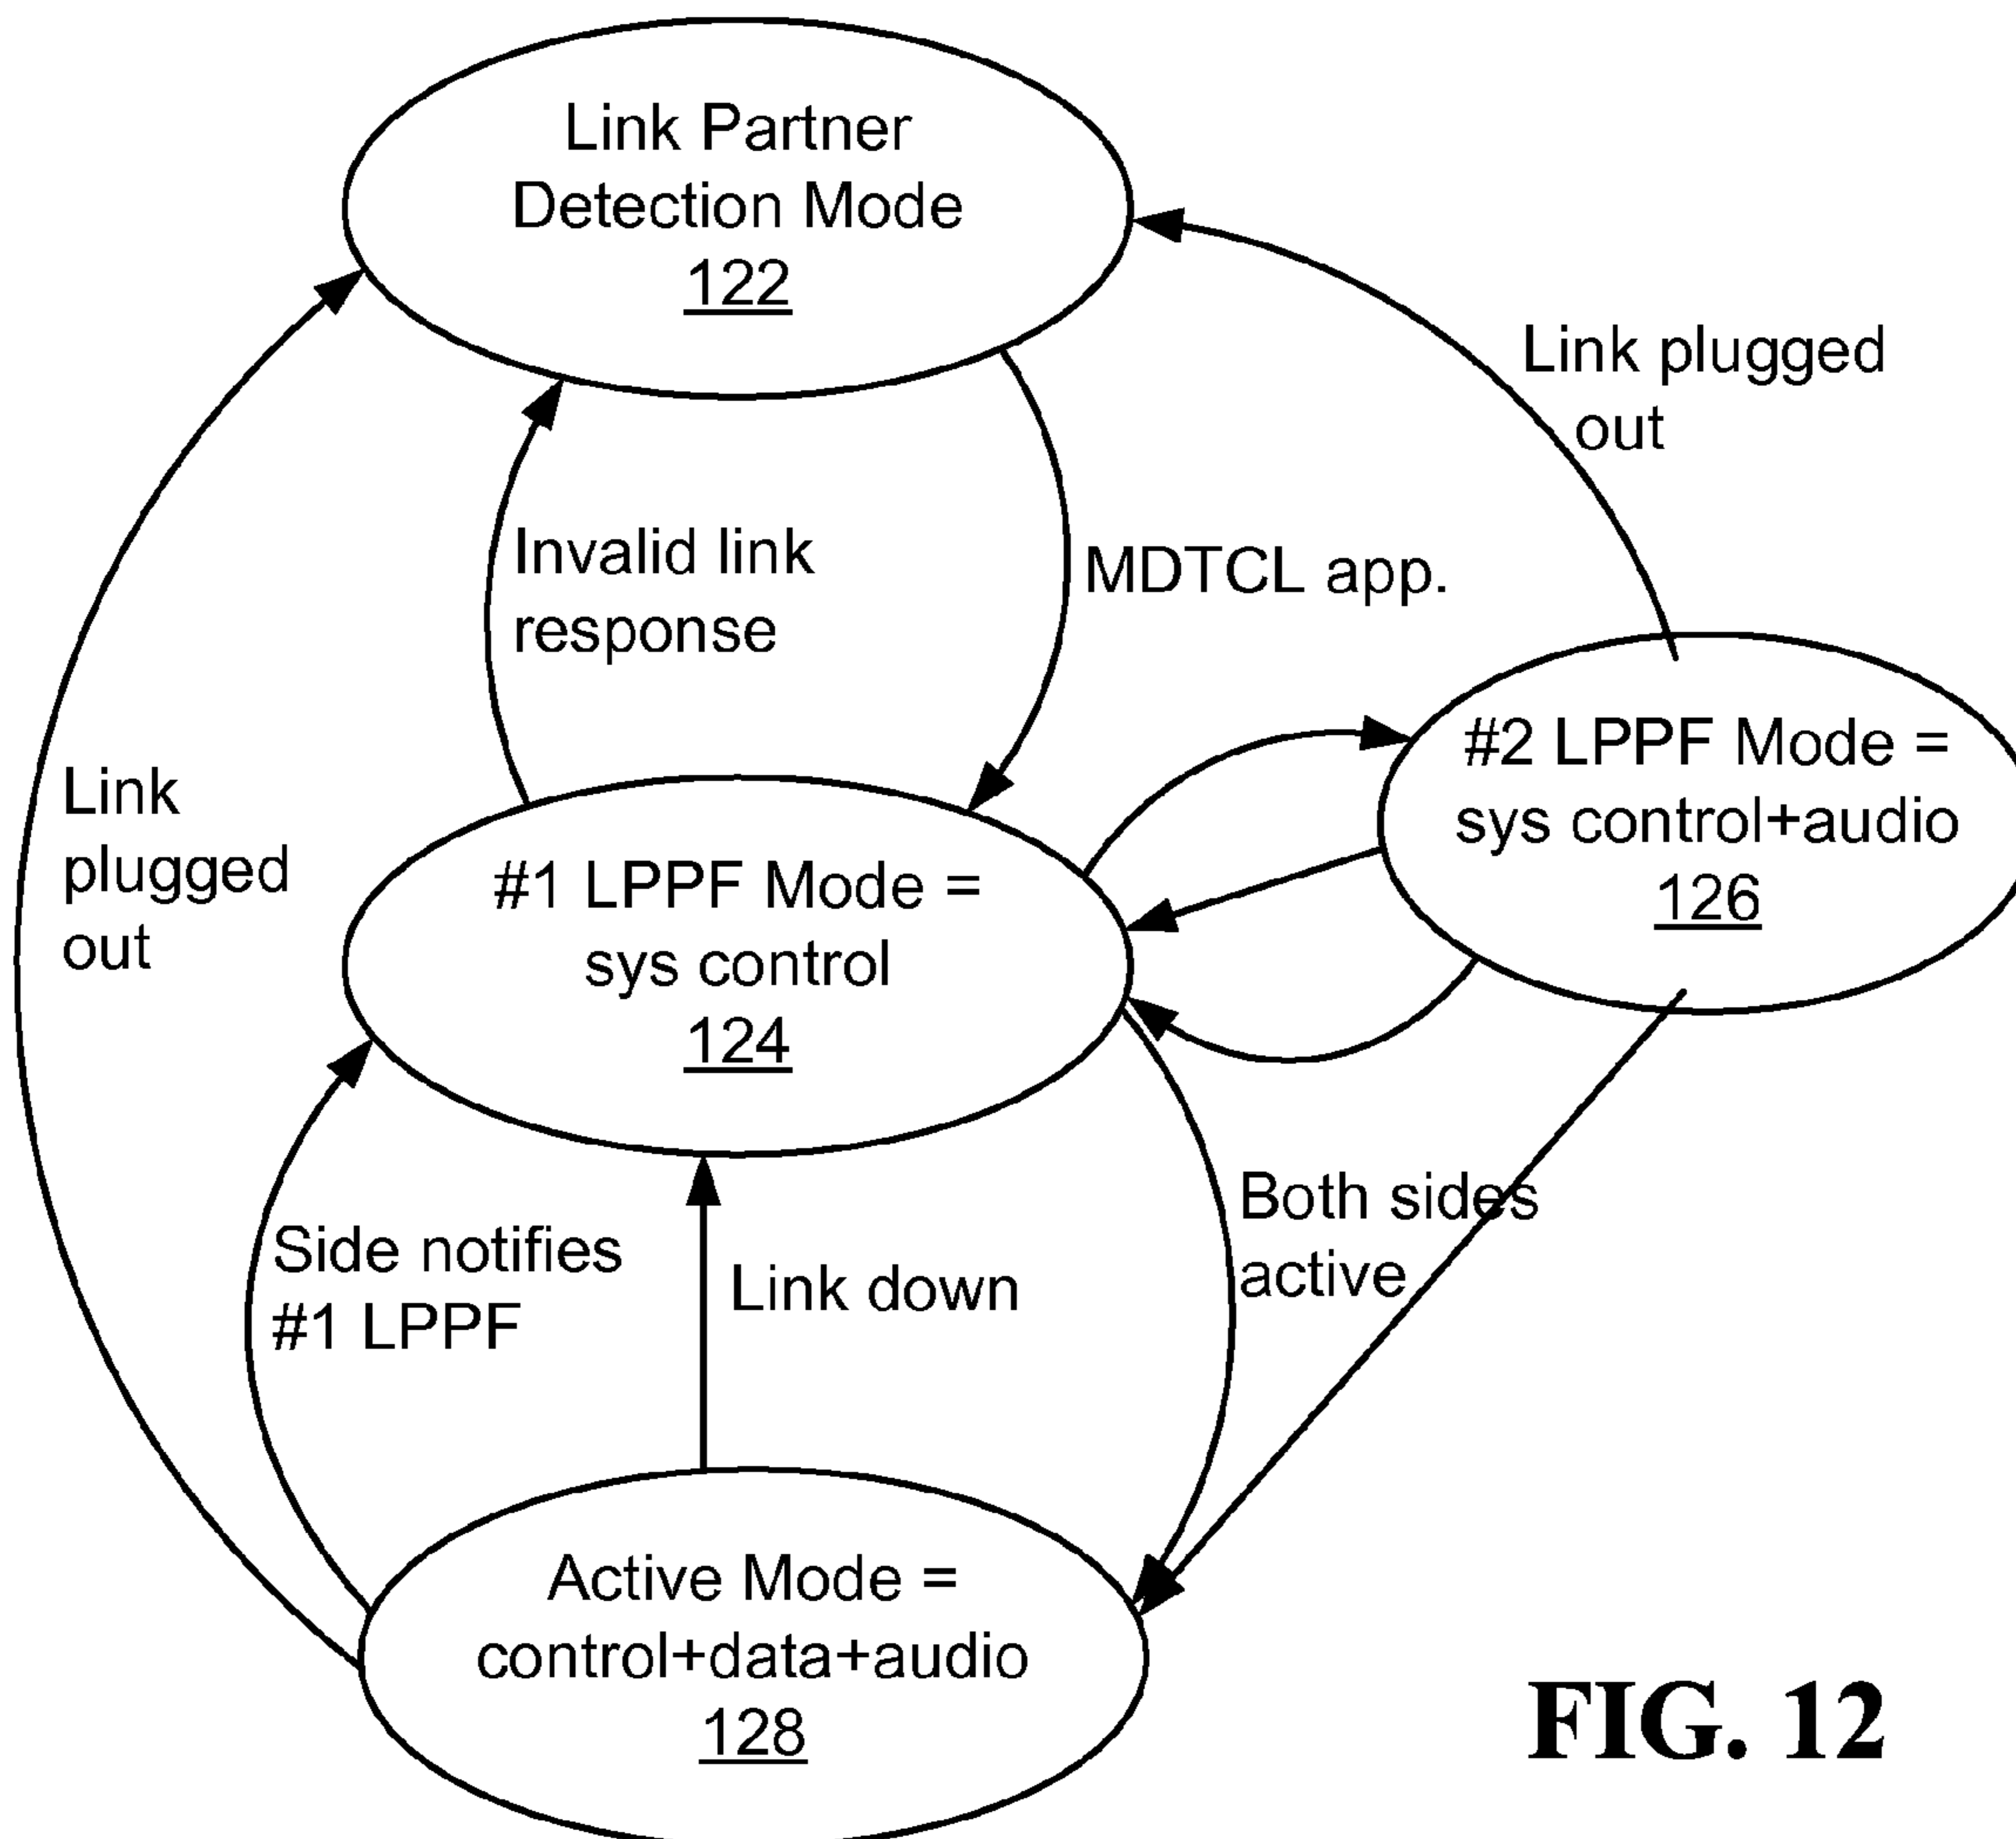 Link Partner
Detection Mode
122
Link plugged
out
Invalid link
response
MDTCL app.
#2 LPPF Mode =
sys control+audio
126
Link
plugged
out
#1 LPPF Mode =
sys control
124
Both sides
active
Side notifies
#1 LPPF
Link down
Active Mode =
control+data+audio
128
FIG. 12